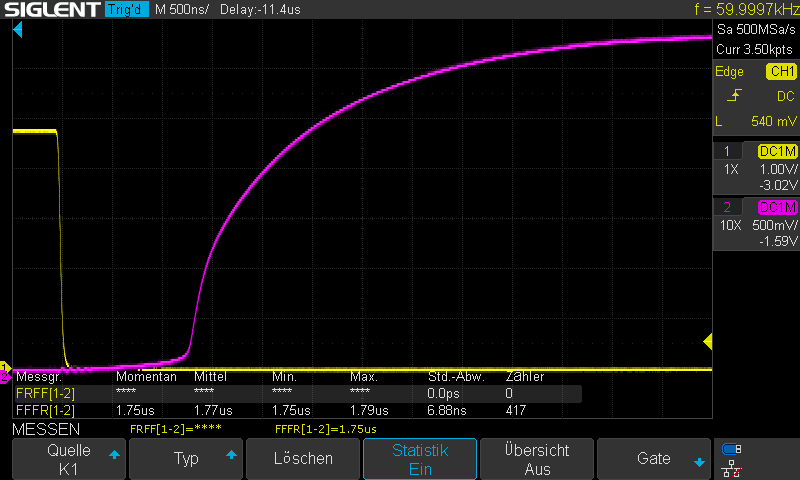 SIGLENT Trig'd M 500ns/ Delay:-11.4us f = 59.9997kHz
Sa 500MSa/s
Curr 3.50kpts
Edge CH1
DC
L 540 mV
1 DC1M
1X 1.00V/
-3.02V
2 DC1M
10X 500mV/
-1.59V
1
2
Messgr. Momentan Mittel Min. Max. Std.-Abw. Zähler
FRFF[1-2] **** **** **** **** 0.0ps 0
FFFR[1-2] 1.75us 1.77us 1.75us 1.79us 6.88ns 417
MESSEN FRFF[1-2]=**** FFFR[1-2]=1.75us
Quelle
K1
Typ
Löschen
Statistik
Ein
Übersicht
Aus
Gate